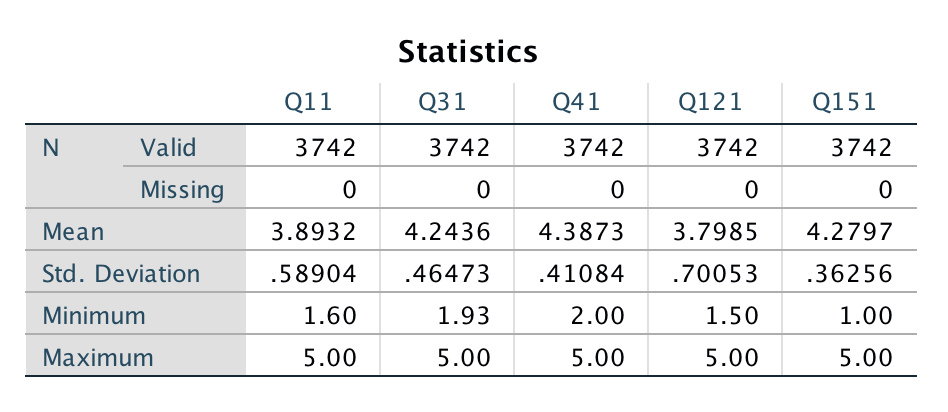 Statistics
Q11 Q31 Q41 Q121 Q151
N Valid 3742 3742 3742 3742 3742
Missing 0 0 0 0 0
Mean 3.8932 4.2436 4.3873 3.7985 4.2797
Std. Deviation .58904 .46473 .41084 .70053 .36256
Minimum 1.60 1.93 2.00 1.50 1.00
Maximum 5.00 5.00 5.00 5.00 5.00